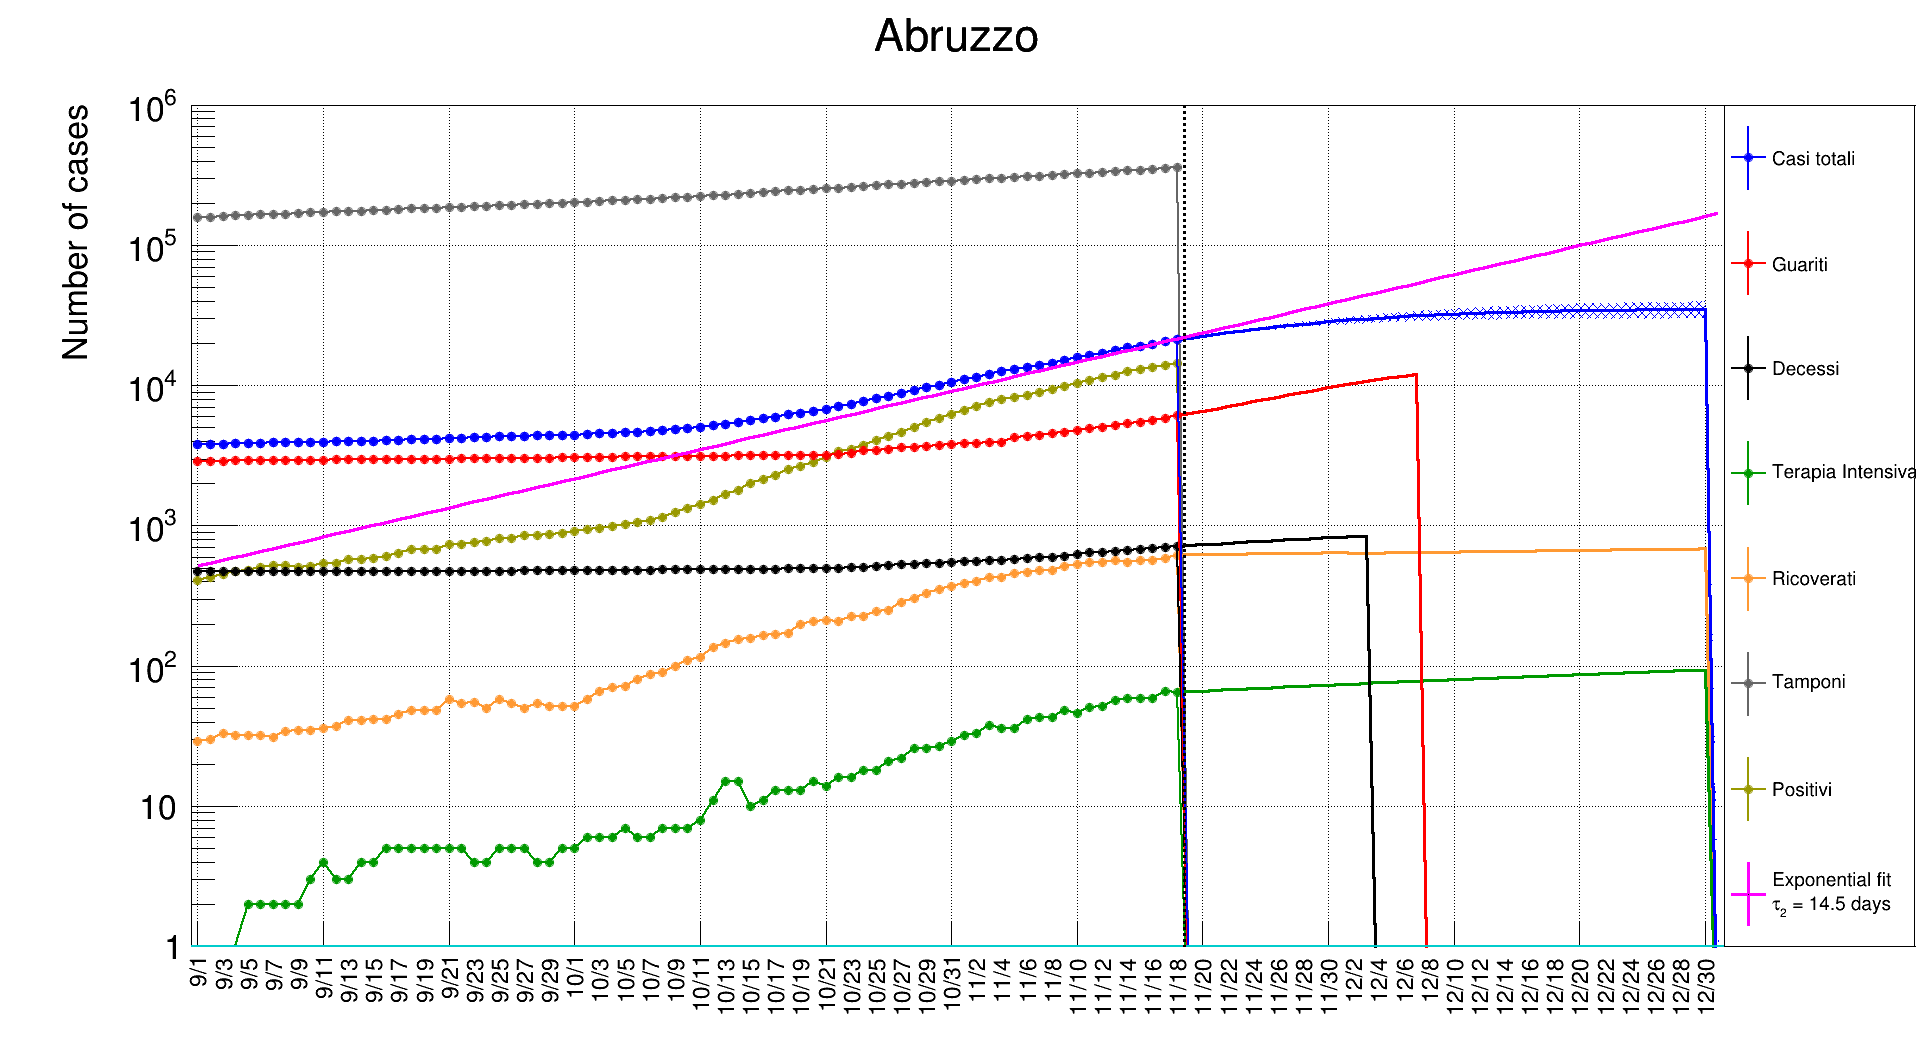 Abruzzo
Number of cases
10^6
10^5
10^4
10^3
10^2
10
1
9/1 9/3 9/5 9/7 9/9 9/11 9/13 9/15 9/17 9/19 9/21 9/23 9/25 9/27 9/29 10/1 10/3 10/5 10/7 10/9 10/11 10/13 10/15 10/17 10/19 10/21 10/23 10/25 10/27 10/29 10/31 11/2 11/4 11/6 11/8 11/10 11/12 11/14 11/16 11/18 11/20 11/22 11/24 11/26 11/28 11/30 12/2 12/4 12/6 12/8 12/10 12/12 12/14 12/16 12/18 12/20 12/22 12/24 12/26 12/28 12/30
Casi totali
Guariti
Decessi
Terapia Intensiva
Ricoverati
Tamponi
Positivi
Exponential fit
τ₂ = 14.5 days